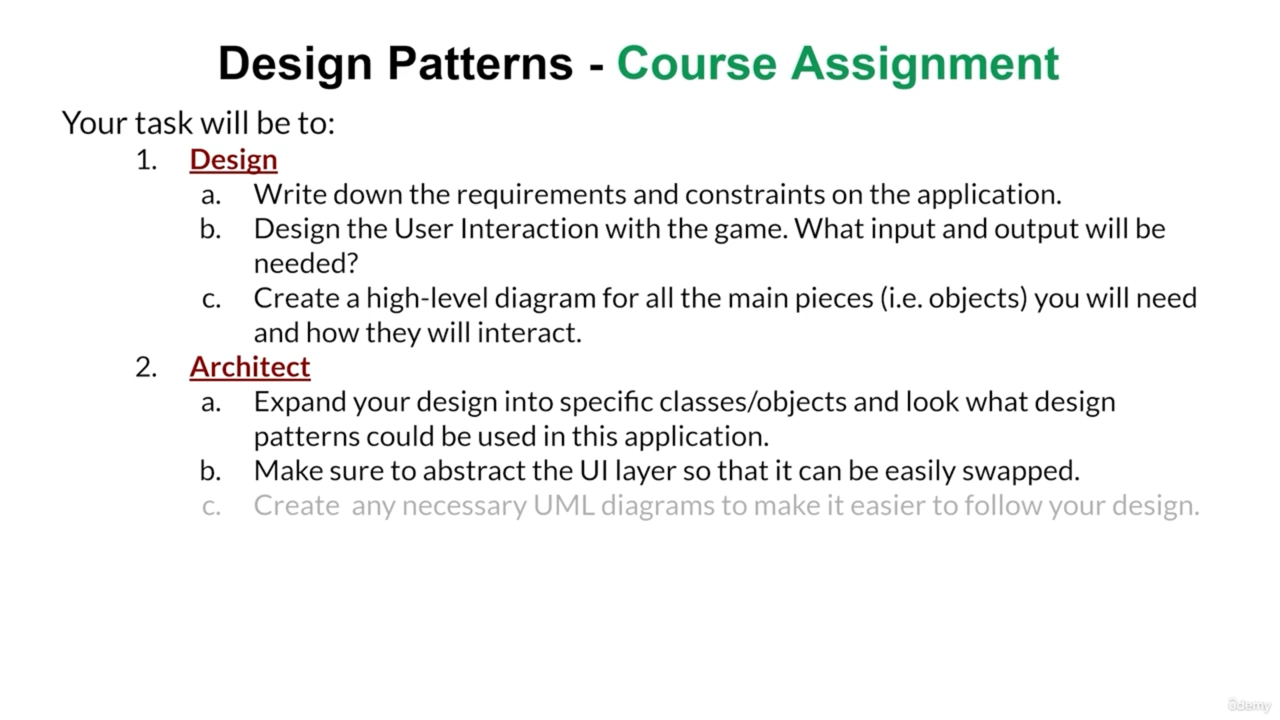 Design Patterns - Course Assignment
Your task will be to:
1. Design
a. Write down the requirements and constraints on the application.
b. Design the User Interaction with the game. What input and output will be
needed?
c. Create a high-level diagram for all the main pieces (i.e. objects) you will need
and how they will interact.
2. Architect
a. Expand your design into specific classes/objects and look what design
patterns could be used in this application.
b. Make sure to abstract the UI layer so that it can be easily swapped.
c. Create any necessary UML diagrams to make it easier to follow your design.
ûdemy